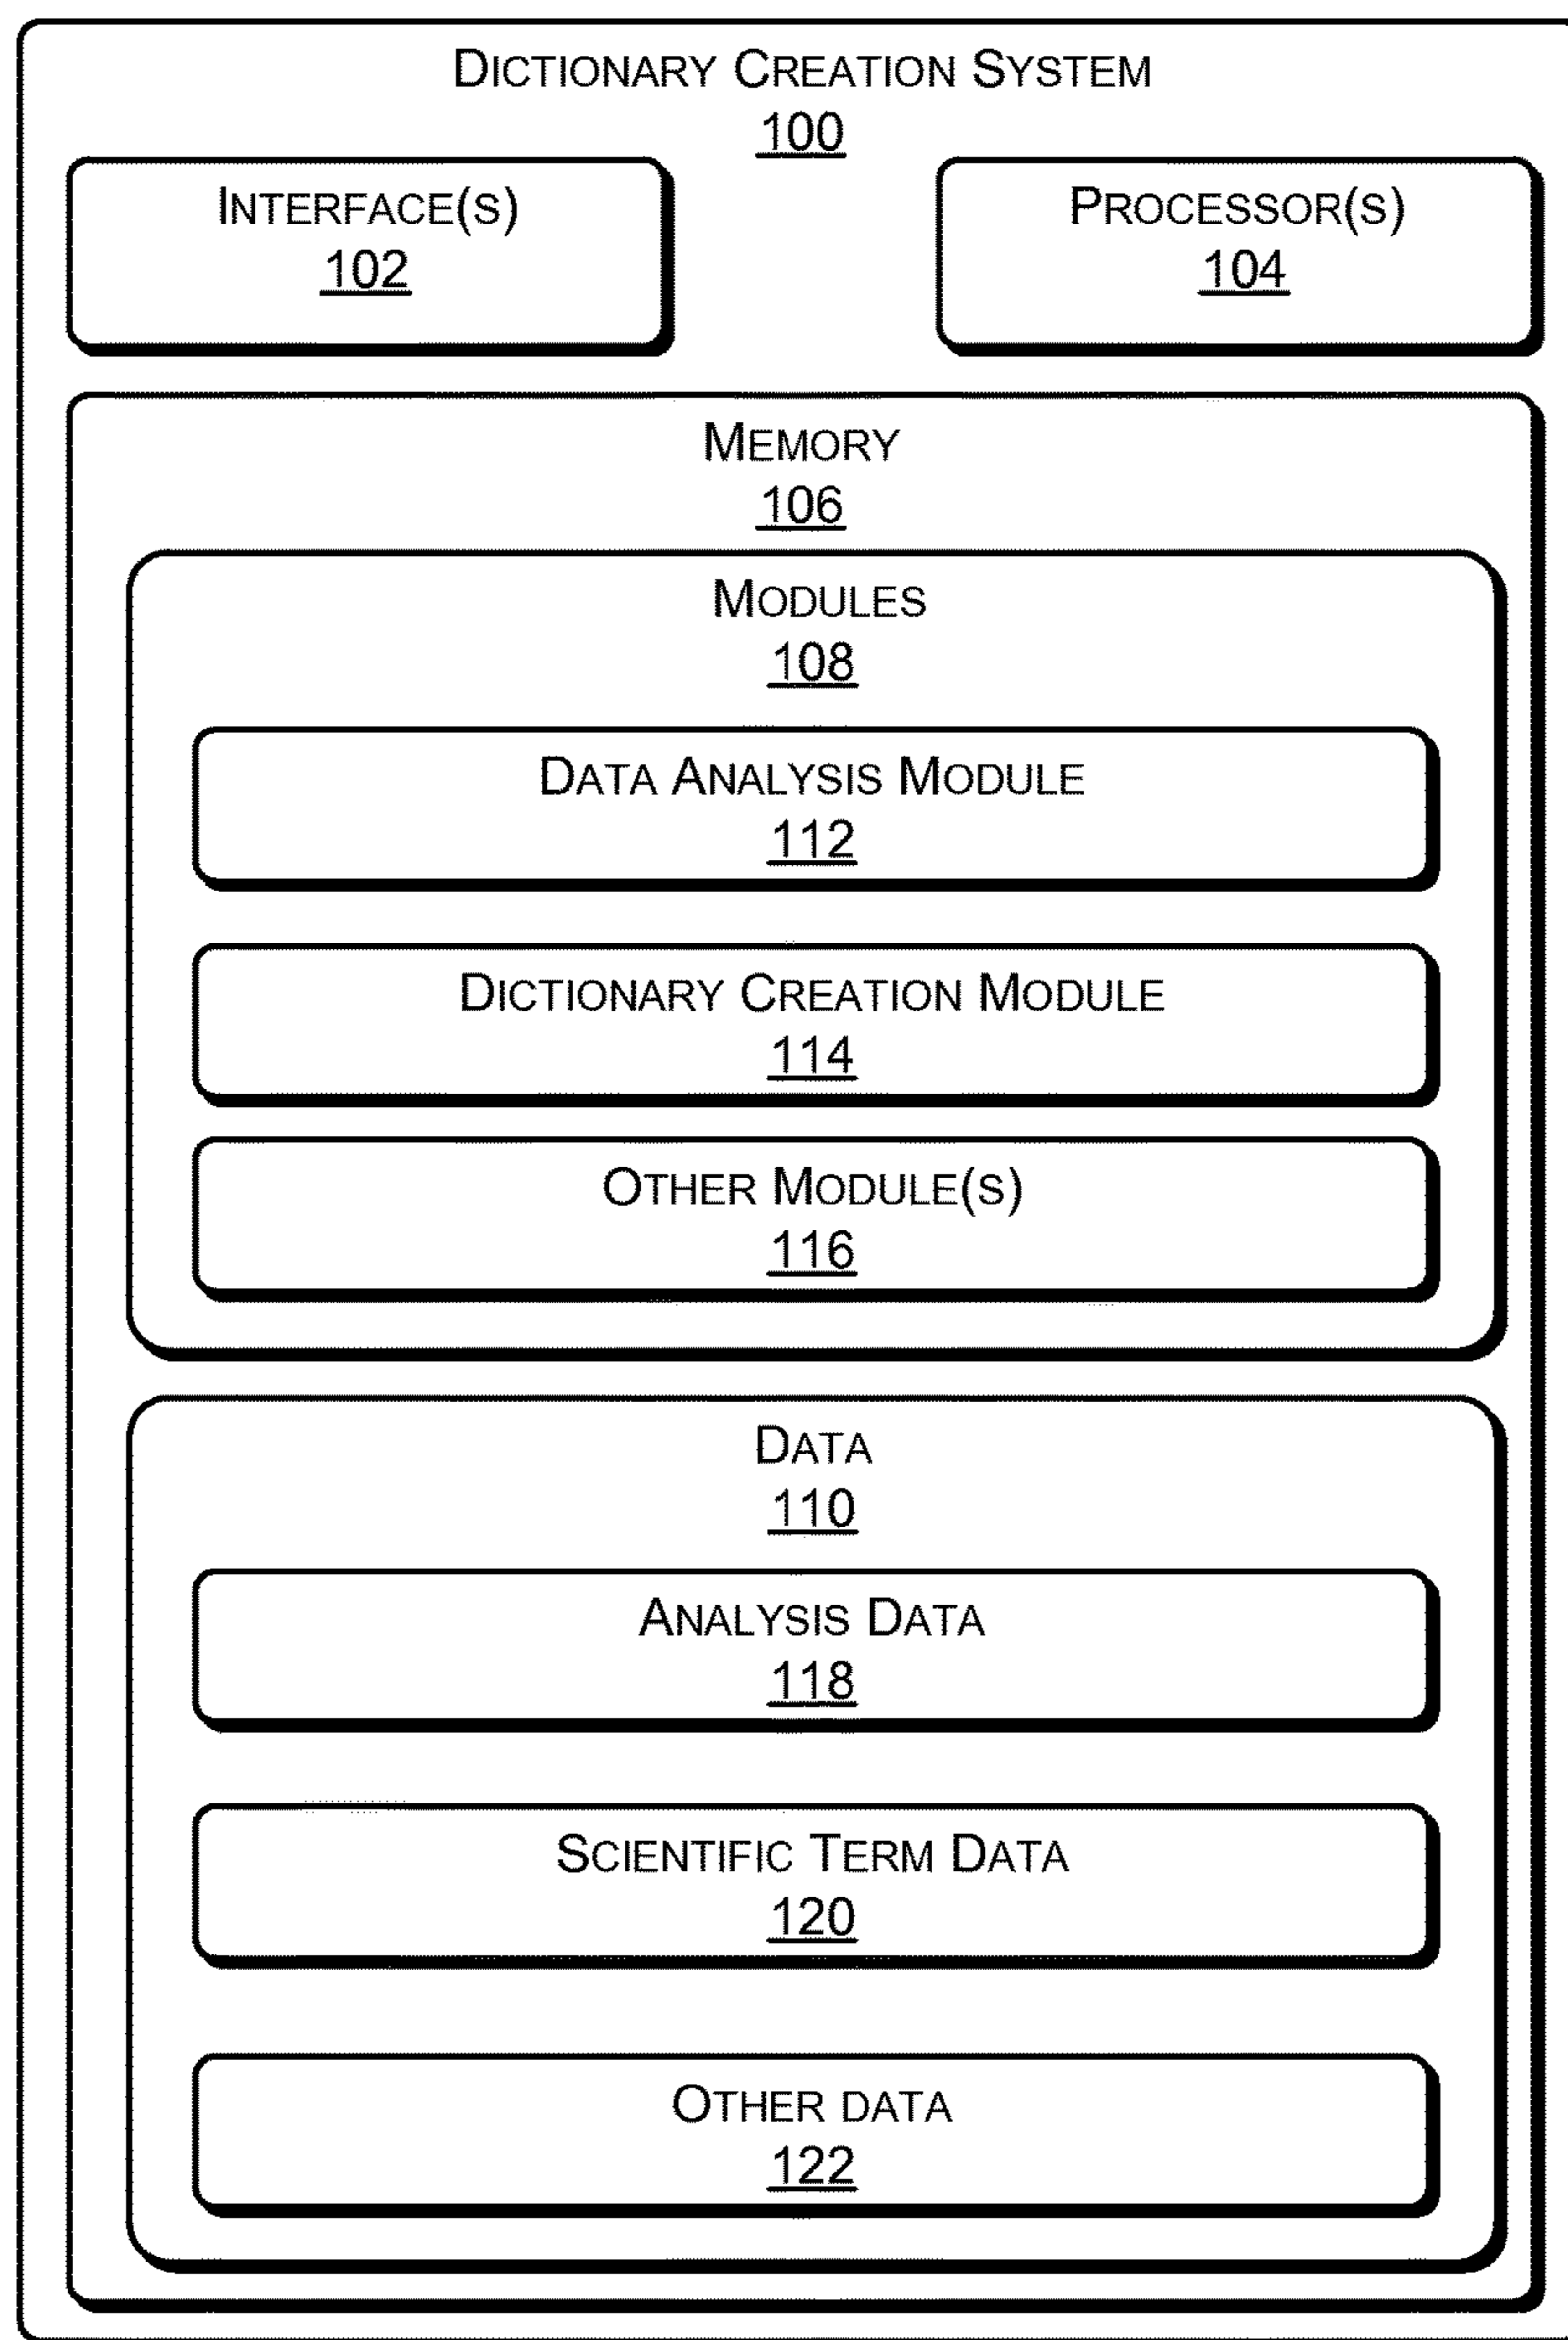 DICTIONARY CREATION SYSTEM
100
INTERFACE(S)
102
PROCESSOR(S)
104
MEMORY
106
MODULES
108
DATA ANALYSIS MODULE
112
DICTIONARY CREATION MODULE
114
OTHER MODULE(S)
116
DATA
110
ANALYSIS DATA
118
SCIENTIFIC TERM DATA
120
OTHER DATA
122